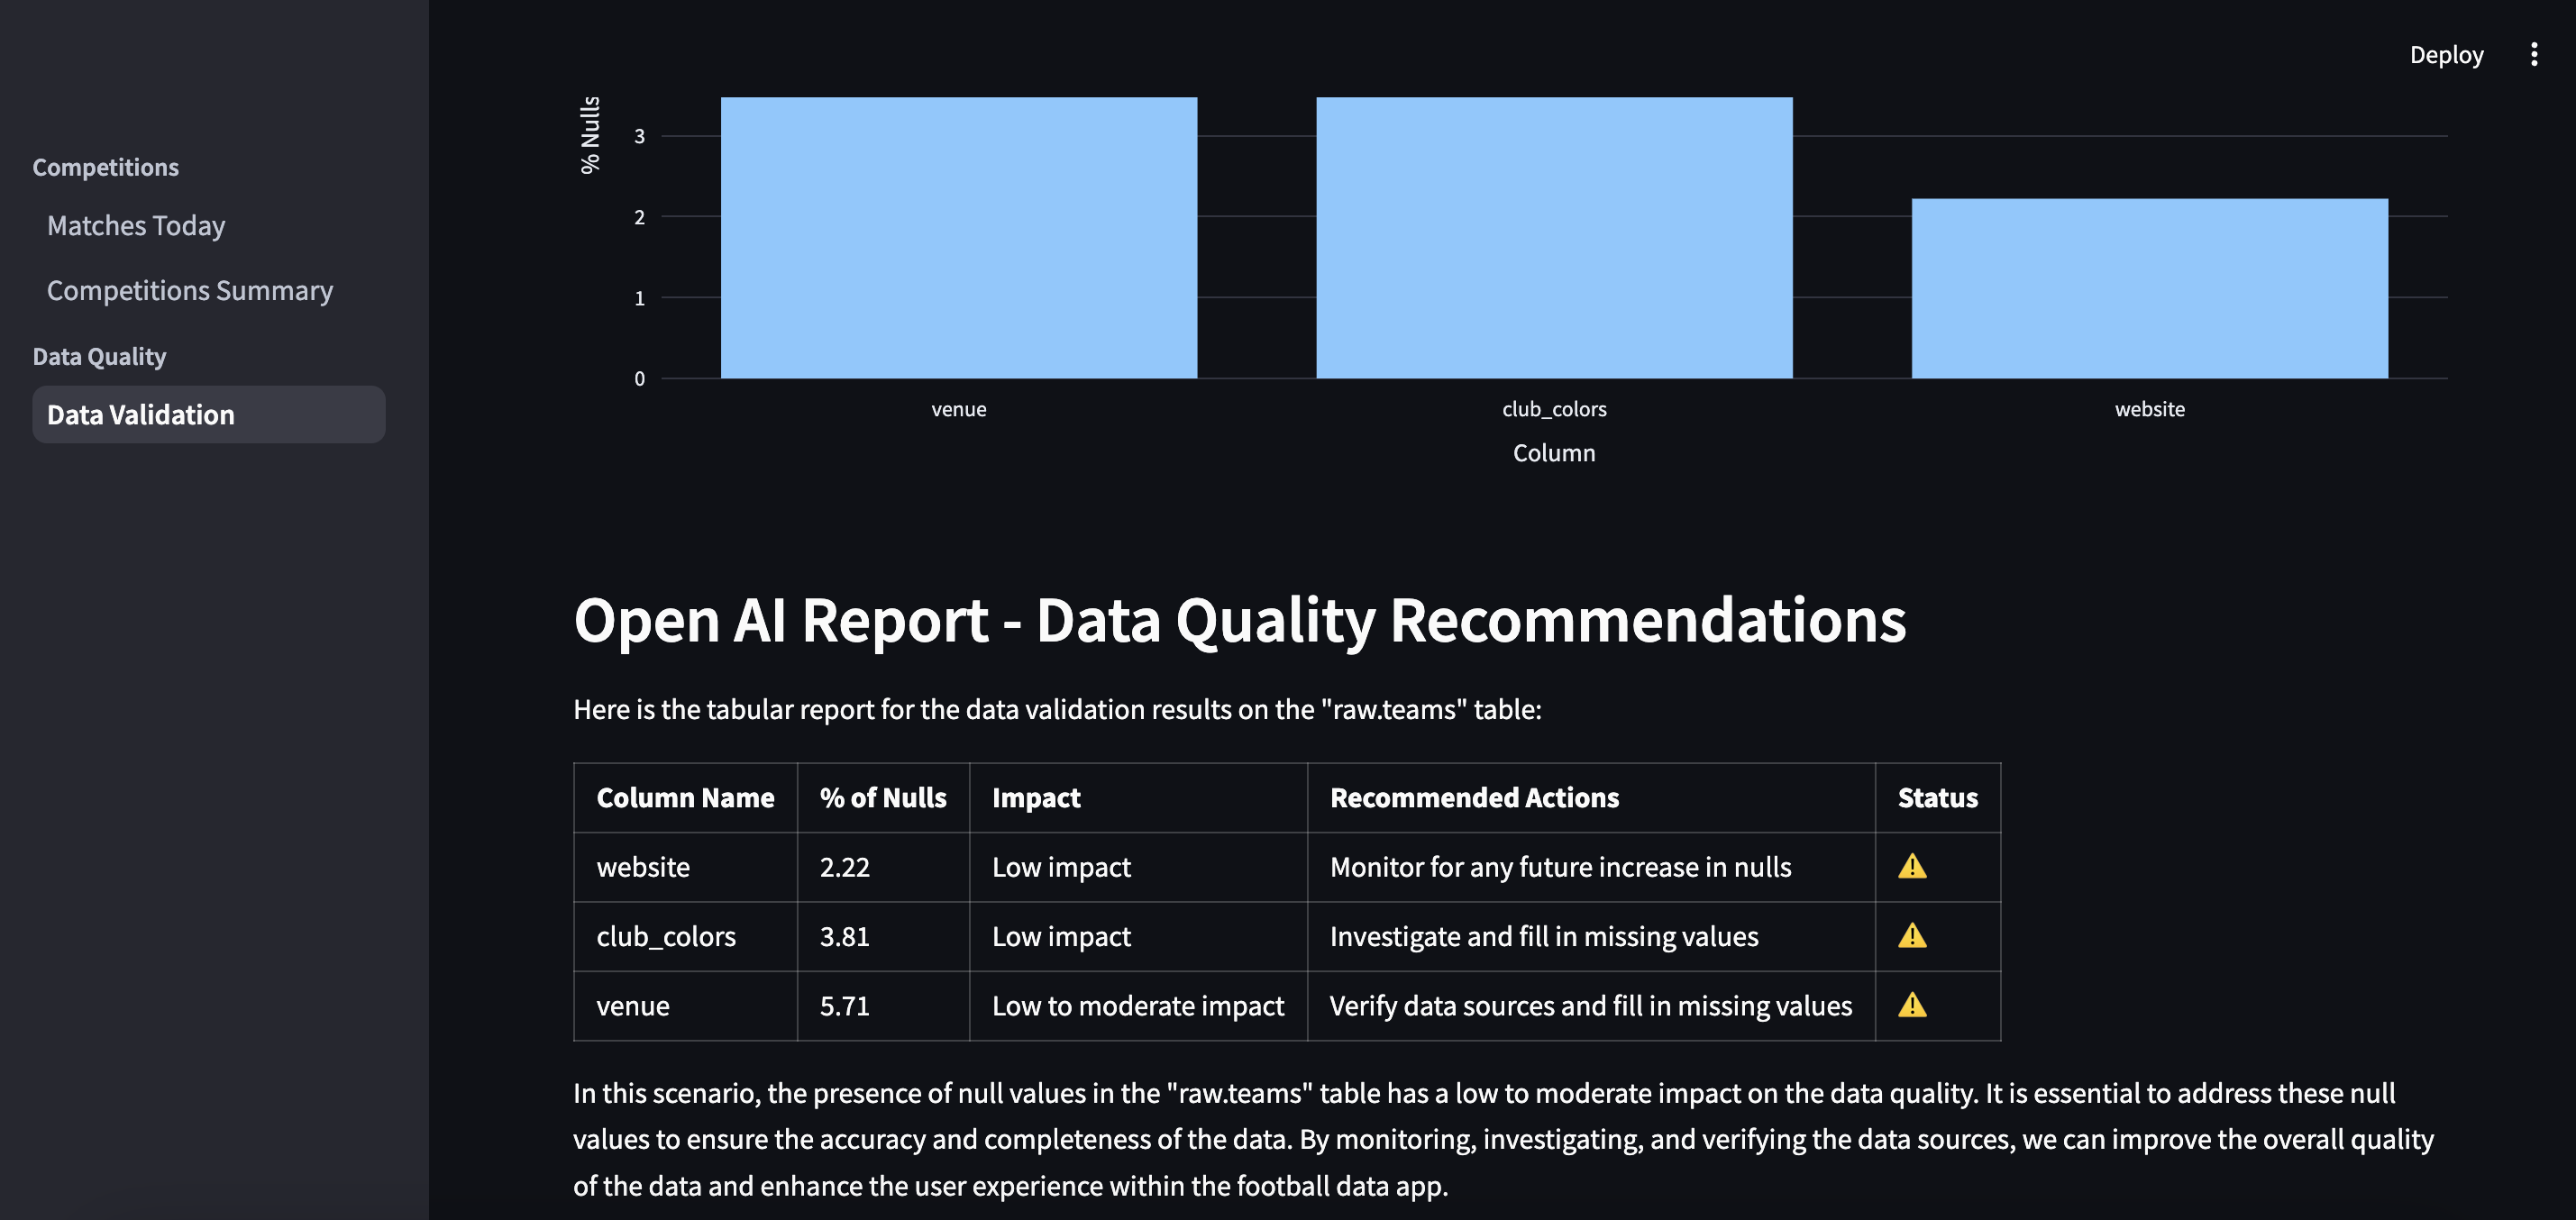 Deploy
Competitions
Matches Today
Competitions Summary
Data Quality
Data Validation
% Nulls
3
2
1
0
venue club_colors website
Column
Open AI Report - Data Quality Recommendations
Here is the tabular report for the data validation results on the "raw.teams" table:
Column Name % of Nulls Impact Recommended Actions Status
website 2.22 Low impact Monitor for any future increase in nulls ⚠️
club_colors 3.81 Low impact Investigate and fill in missing values ⚠️
venue 5.71 Low to moderate impact Verify data sources and fill in missing values ⚠️
In this scenario, the presence of null values in the "raw.teams" table has a low to moderate impact on the data quality. It is essential to address these null
values to ensure the accuracy and completeness of the data. By monitoring, investigating, and verifying the data sources, we can improve the overall quality
of the data and enhance the user experience within the football data app.